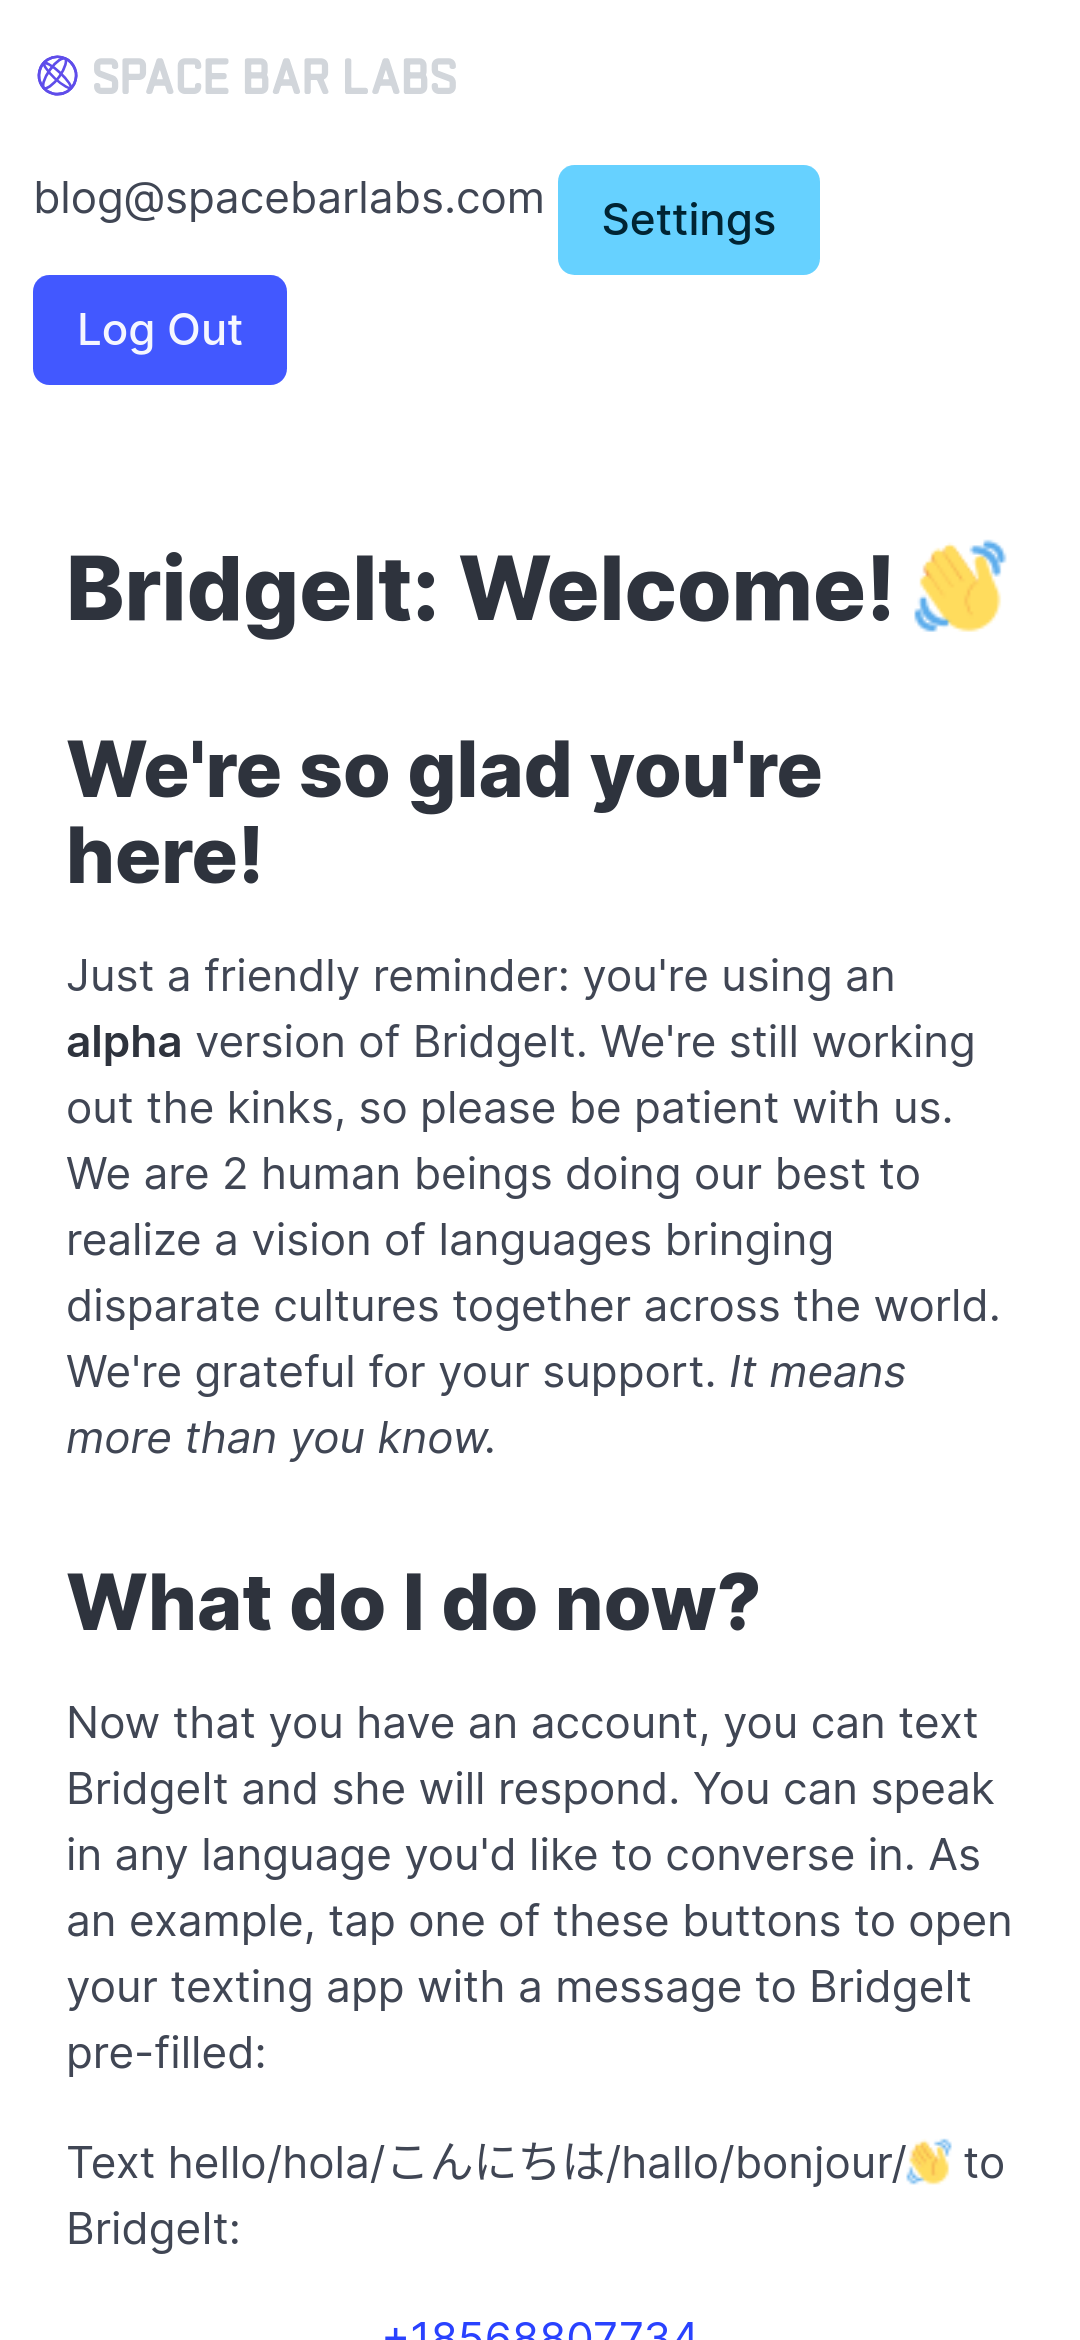 SPACE BAR LABS
blog@spacebarlabs.com Settings
Log Out
BridgeIt: Welcome! 👋
We're so glad you're
here!
Just a friendly reminder: you're using an
alpha version of BridgeIt. We're still working
out the kinks, so please be patient with us.
We are 2 human beings doing our best to
realize a vision of languages bringing
disparate cultures together across the world.
We're grateful for your support. It means
more than you know.
What do I do now?
Now that you have an account, you can text
BridgeIt and she will respond. You can speak
in any language you'd like to converse in. As
an example, tap one of these buttons to open
your texting app with a message to BridgeIt
pre-filled:
Text hello/hola/こんにちは/hallo/bonjour/👋 to
BridgeIt:
+18568807734